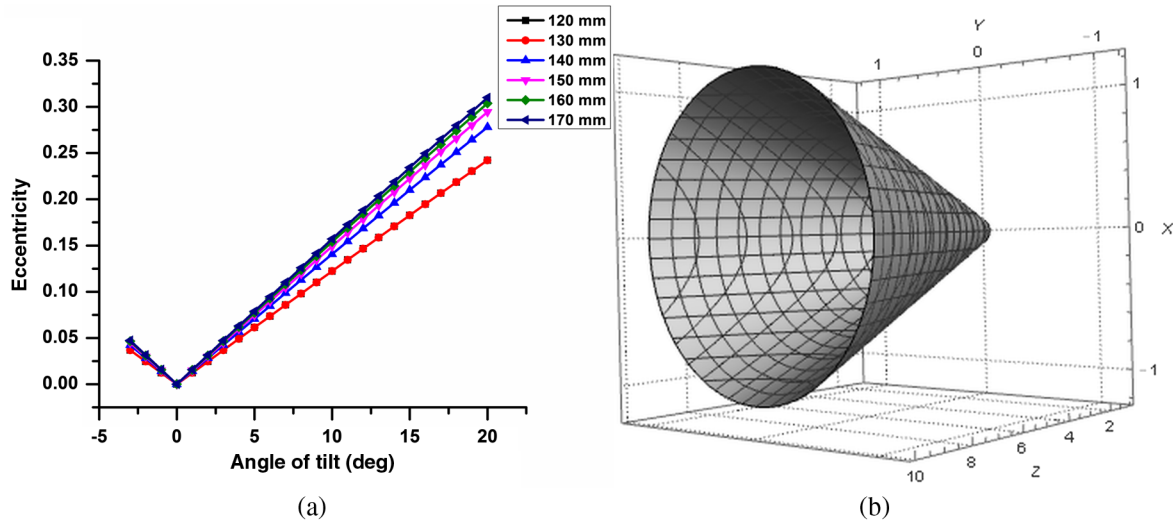 120 mm
130 mm
140 mm
150 mm
160 mm
170 mm
0.35
0.30
0.25
0.20
0.15
0.10
0.05
0.00
Eccentricity
-5 0 5 10 15 20
Angle of tilt (deg)
(a)
Y
1 0 -1
1
0
-1
X
10 8 6 4 2
Z
(b)